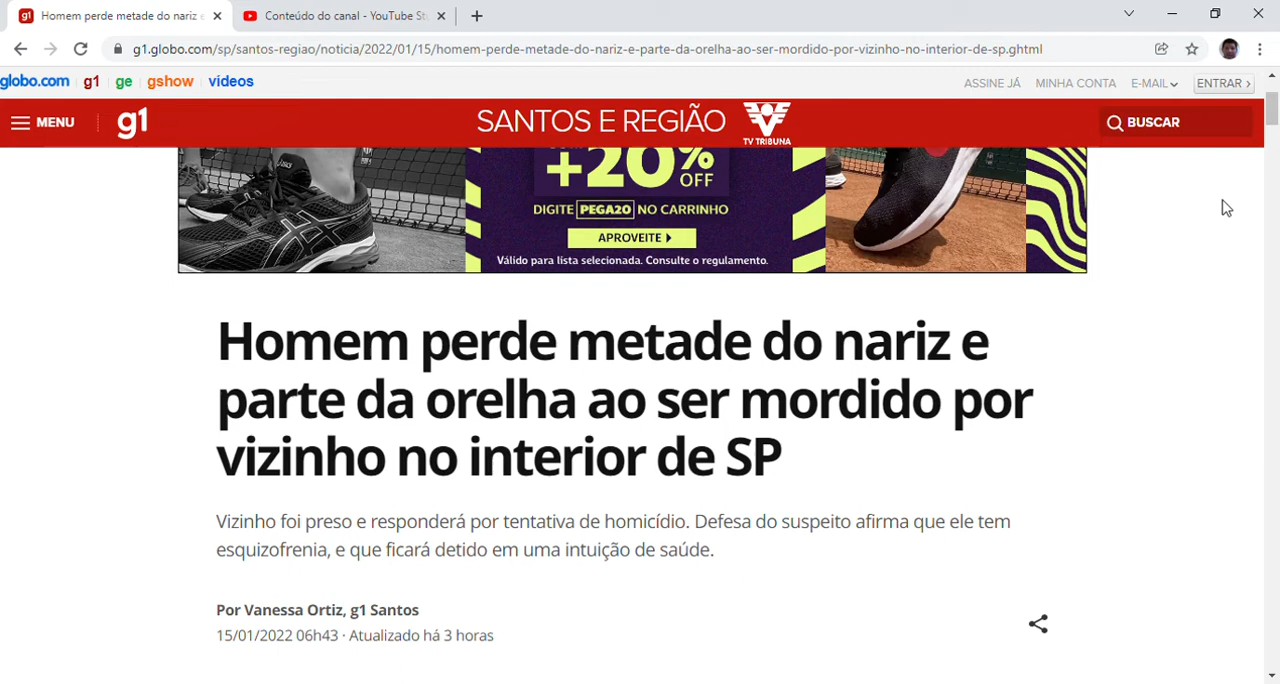 Homem perde metade do nariz e
Conteúdo do canal - YouTube St
g1.globo.com/sp/santos-regiao/noticia/2022/01/15/homem-perde-metade-do-nariz-e-parte-da-orelha-ao-ser-mordido-por-vizinho-no-interior-de-sp.ghtml
globo.com g1 ge gshow videos ASSINE JÁ MINHA CONTA E-MAIL ENTRAR
MENU g1 SANTOS E REGIÃO TV TRIBUNA BUSCAR
+20% OFF
DIGITE PEGA20 NO CARRINHO
APROVEITE
Válido para lista selecionada. Consulte o regulamento.
Homem perde metade do nariz e
parte da orelha ao ser mordido por
vizinho no interior de SP
Vizinho foi preso e responderá por tentativa de homicídio. Defesa do suspeito afirma que ele tem
esquizofrenia, e que ficará detido em uma intuição de saúde.
Por Vanessa Ortiz, g1 Santos
15/01/2022 06h43 · Atualizado há 3 horas